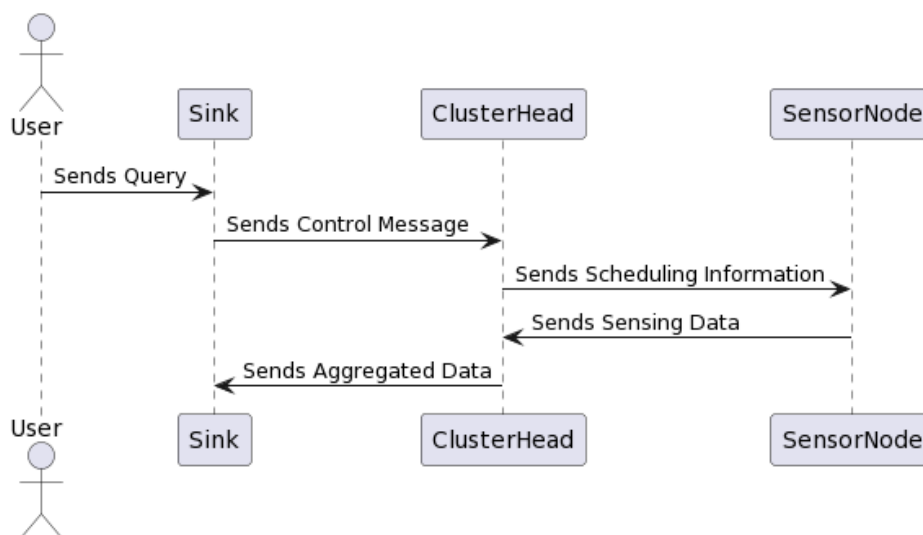 User
Sink
ClusterHead
SensorNode
Sends Query
Sends Control Message
Sends Scheduling Information
Sends Sensing Data
Sends Aggregated Data
User
Sink
ClusterHead
SensorNode